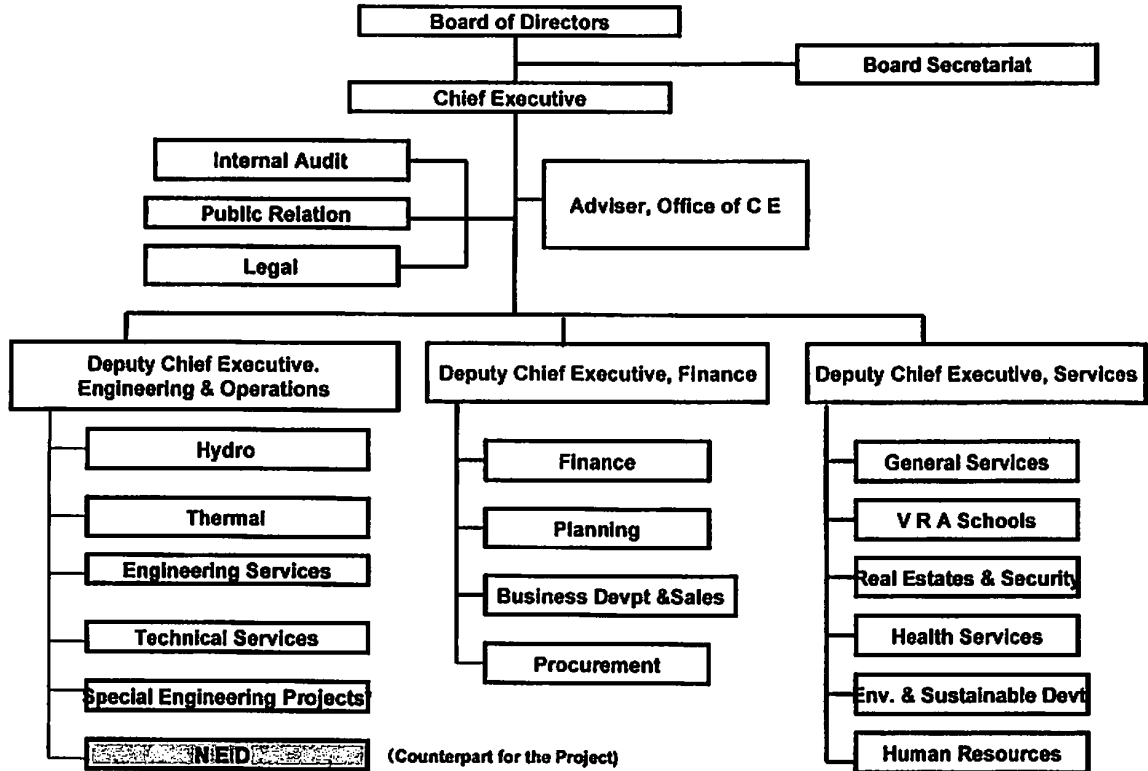 Board of Directors
Board Secretariat
Chief Executive
Internal Audit
Public Relation
Legal
Adviser, Office of C E
Deputy Chief Executive.
Engineering & Operations
Hydro
Thermal
Engineering Services
Technical Services
Special Engineering Projects
NED
(Counterpart for the Project)
Deputy Chief Executive, Finance
Finance
Planning
Business Devpt &Sales
Procurement
Deputy Chief Executive, Services
General Services
V R A Schools
Real Estates & Security
Health Services
Env. & Sustainable Devt
Human Resources